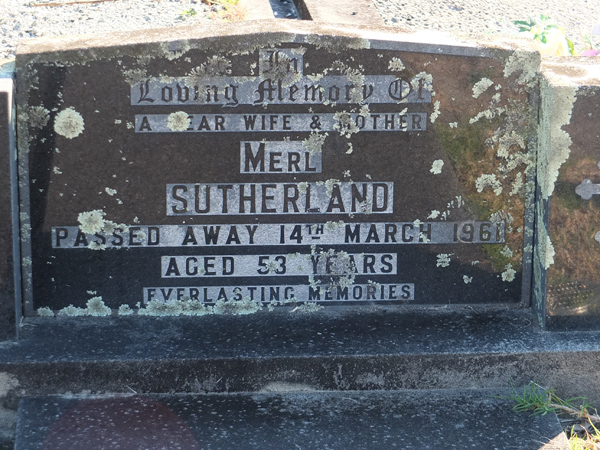 In
Loving Memory Of
A DEAR WIFE & MOTHER
MERL
SUTHERLAND
PASSED AWAY 14TH MARCH 1961
AGED 53 YEARS
EVERLASTING MEMORIES